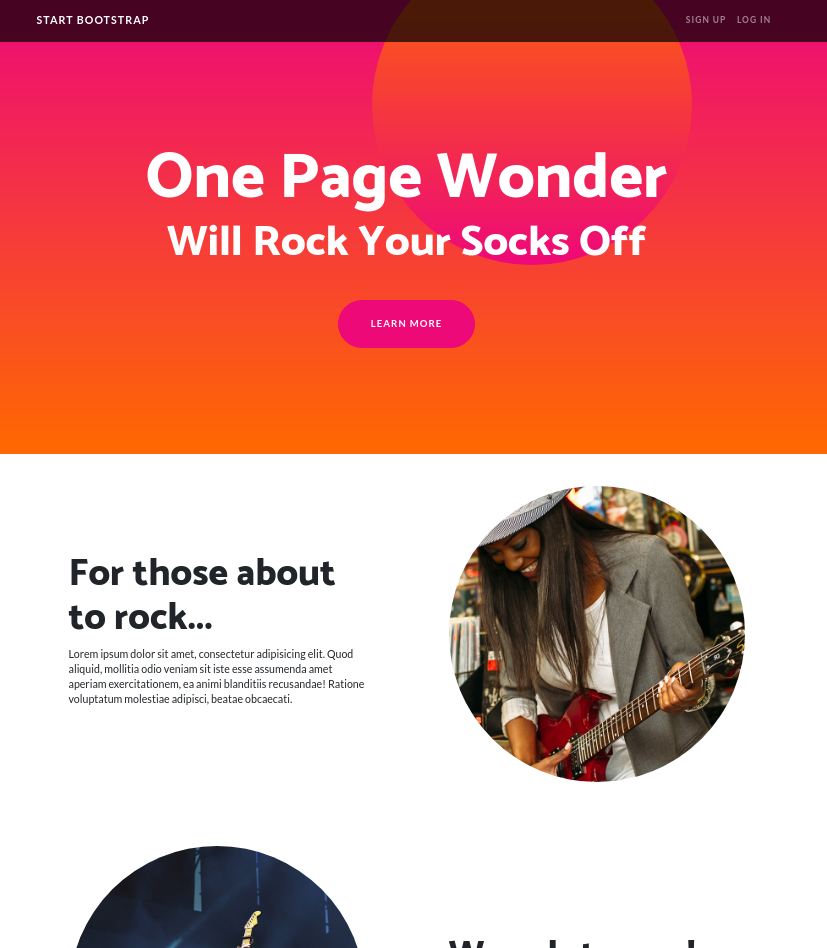 START BOOTSTRAP
SIGN UP LOG IN
One Page Wonder
Will Rock Your Socks Off
LEARN MORE
For those about
to rock...
Lorem ipsum dolor sit amet, consectetur adipisicing elit. Quod
aliquid, mollitia odio veniam sit iste esse assumenda amet
aperiam exercitationem, ea animi blanditiis recusandae! Ratione
voluptatum molestiae adipisci, beatae obcaecati.